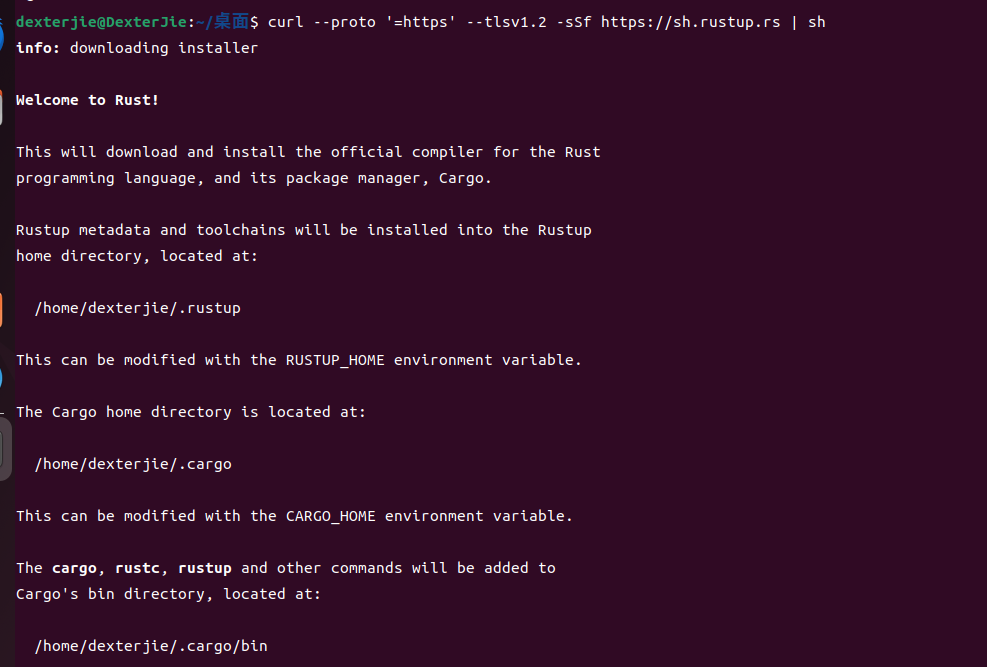 dexterjie@DexterJie:~/桌面$ curl --proto '=https' --tlsv1.2 -sSf https://sh.rustup.rs | sh
info: downloading installer
Welcome to Rust!
This will download and install the official compiler for the Rust
programming language, and its package manager, Cargo.
Rustup metadata and toolchains will be installed into the Rustup
home directory, located at:
/home/dexterjie/.rustup
This can be modified with the RUSTUP_HOME environment variable.
The Cargo home directory is located at:
/home/dexterjie/.cargo
This can be modified with the CARGO_HOME environment variable.
The cargo, rustc, rustup and other commands will be added to
Cargo's bin directory, located at:
/home/dexterjie/.cargo/bin